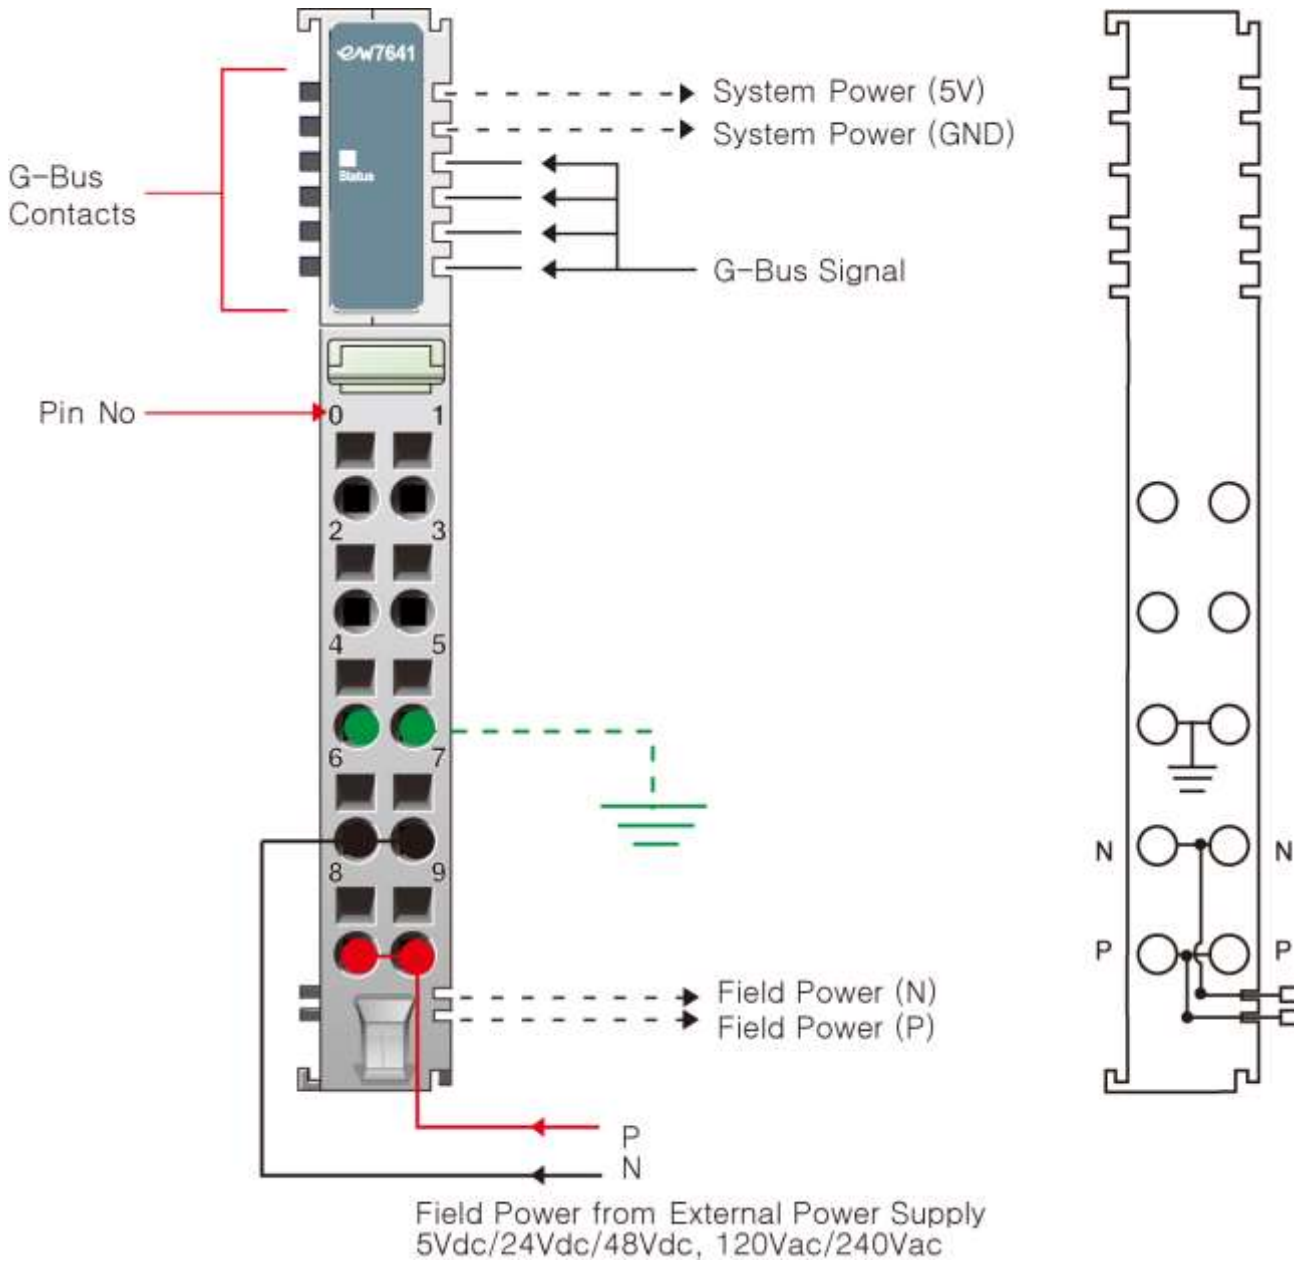 7641
System Power (5V)
System Power (GND)
Status
G-Bus
Contacts
G-Bus Signal
Pin No
0 1
2 3
4 5
6 7
N N
8 9
P P
Field Power (N)
Field Power (P)
P
N
Field Power from External Power Supply
5Vdc/24Vdc/48Vdc, 120Vac/240Vac